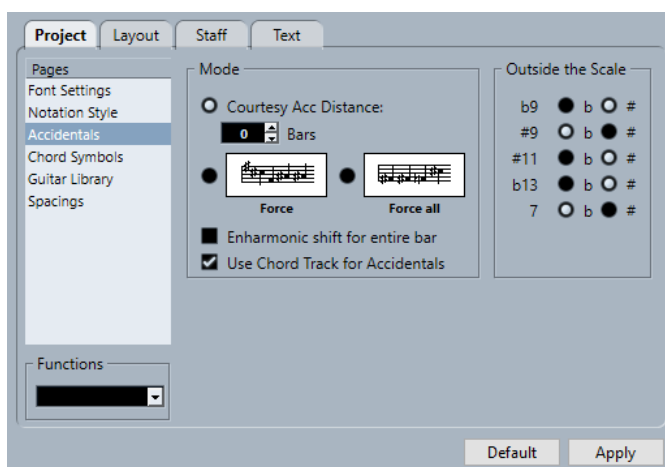 Project Layout Staff Text
Pages
Font Settings
Notation Style
Accidentals
Chord Symbols
Guitar Library
Spacings
Functions
Mode
Courtesy Acc Distance:
0 Bars
Force Force all
Enharmonic shift for entire bar
Use Chord Track for Accidentals
Outside the Scale
b9 b #
#9 b #
#11 b #
b13 b #
7 b #
Default Apply